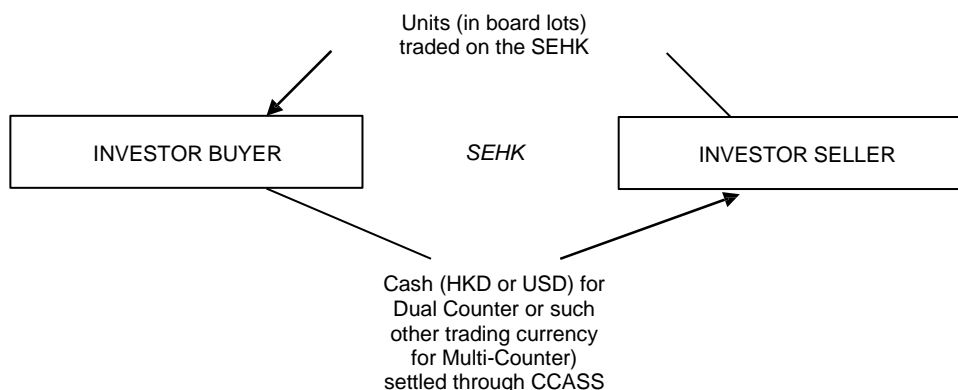 Units (in board lots)
traded on the SEHK
INVESTOR BUYER
SEHK
INVESTOR SELLER
Cash (HKD or USD) for
Dual Counter or such
other trading currency
for Multi-Counter)
settled through CCASS